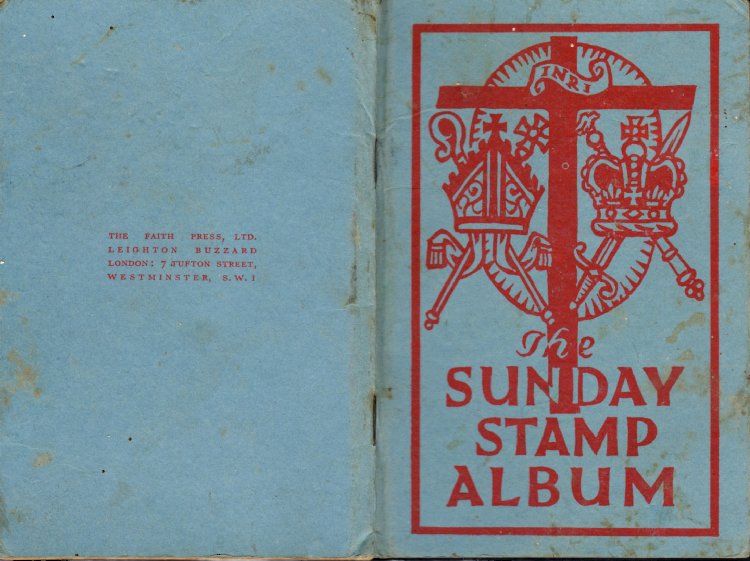 THE FAITH PRESS, LTD.
LEIGHTON BUZZARD
LONDON: 7 TUFTON STREET,
WESTMINSTER, S.W. 1
INRI
The
SUNDAY
STAMP
ALBUM